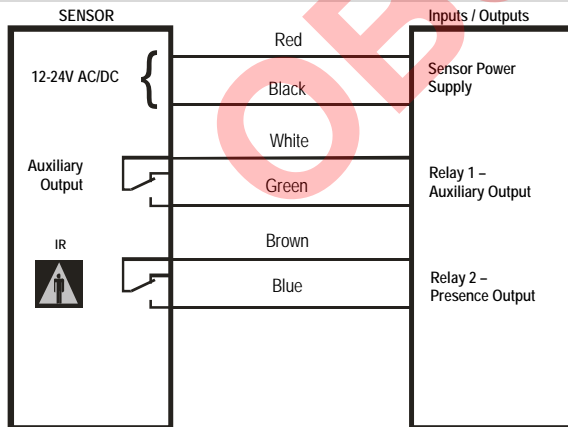 SENSOR
Inputs / Outputs
Red
12-24V AC/DC
Sensor Power
Supply
Black
White
Auxiliary
Output
Relay 1 –
Auxiliary Output
Green
IR
Brown
Blue
Relay 2 –
Presence Output